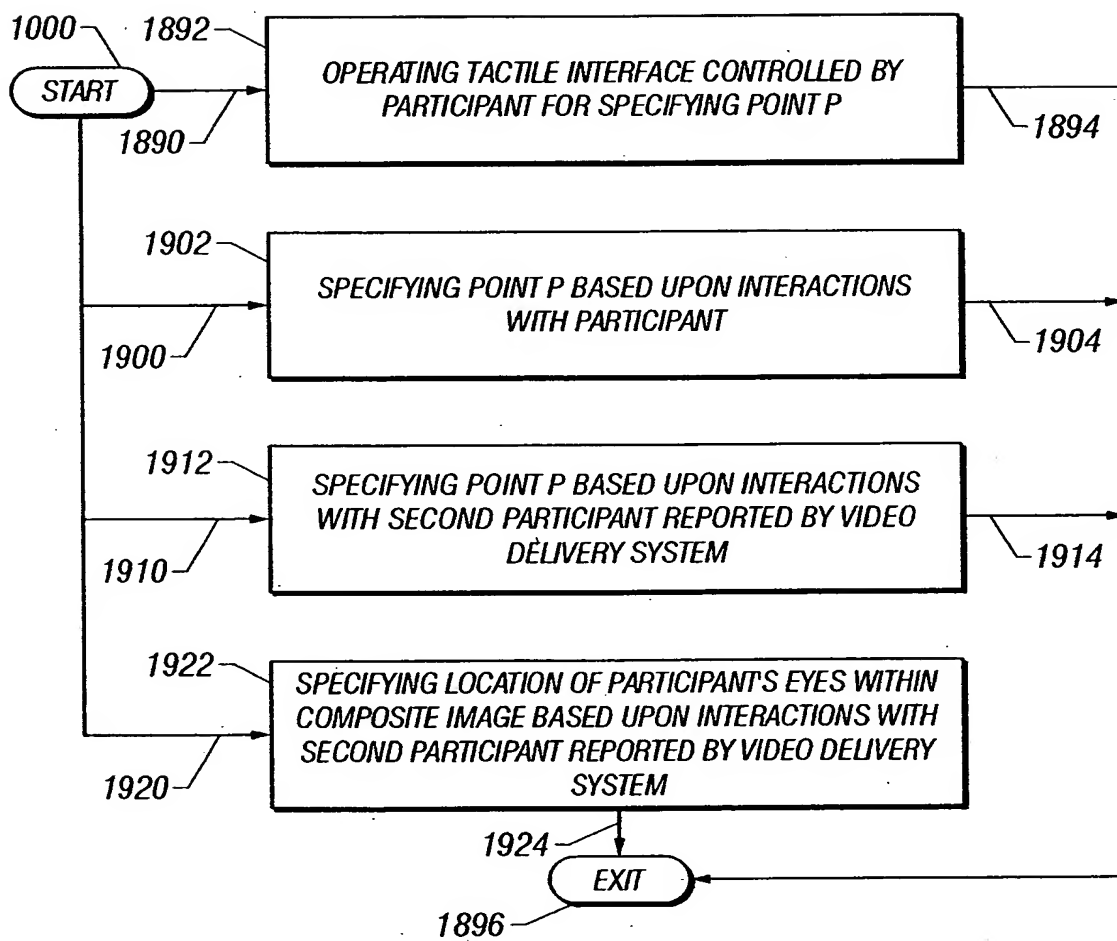 1000
START
1892
OPERATING TACTILE INTERFACE CONTROLLED BY
PARTICIPANT FOR SPECIFYING POINT P
1890
1894
1902
SPECIFYING POINT P BASED UPON INTERACTIONS
WITH PARTICIPANT
1900
1904
1912
SPECIFYING POINT P BASED UPON INTERACTIONS
WITH SECOND PARTICIPANT REPORTED BY VIDEO
DELIVERY SYSTEM
1910
1914
1922
SPECIFYING LOCATION OF PARTICIPANT'S EYES WITHIN
COMPOSITE IMAGE BASED UPON INTERACTIONS WITH
SECOND PARTICIPANT REPORTED BY VIDEO DELIVERY
SYSTEM
1920
1924
EXIT
1896